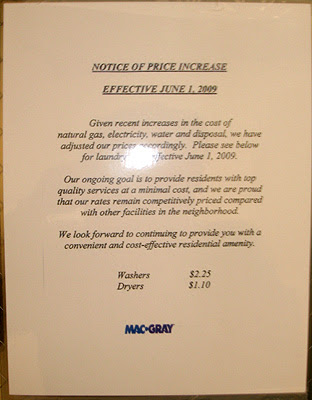 NOTICE OF PRICE INCREASE
EFFECTIVE JUNE 1, 2009
Given recent increases in the cost of
natural gas, electricity, water and disposal, we have
adjusted our prices accordingly. Please see below
for laundry effective June 1, 2009.
Our ongoing goal is to provide residents with top
quality services at a minimal cost, and we are proud
that our rates remain competitively priced compared
with other facilities in the neighborhood.
We look forward to continuing to provide you with a
convenient and cost-effective residential amenity.
Washers $2.25
Dryers $1.10
MAC-GRAY